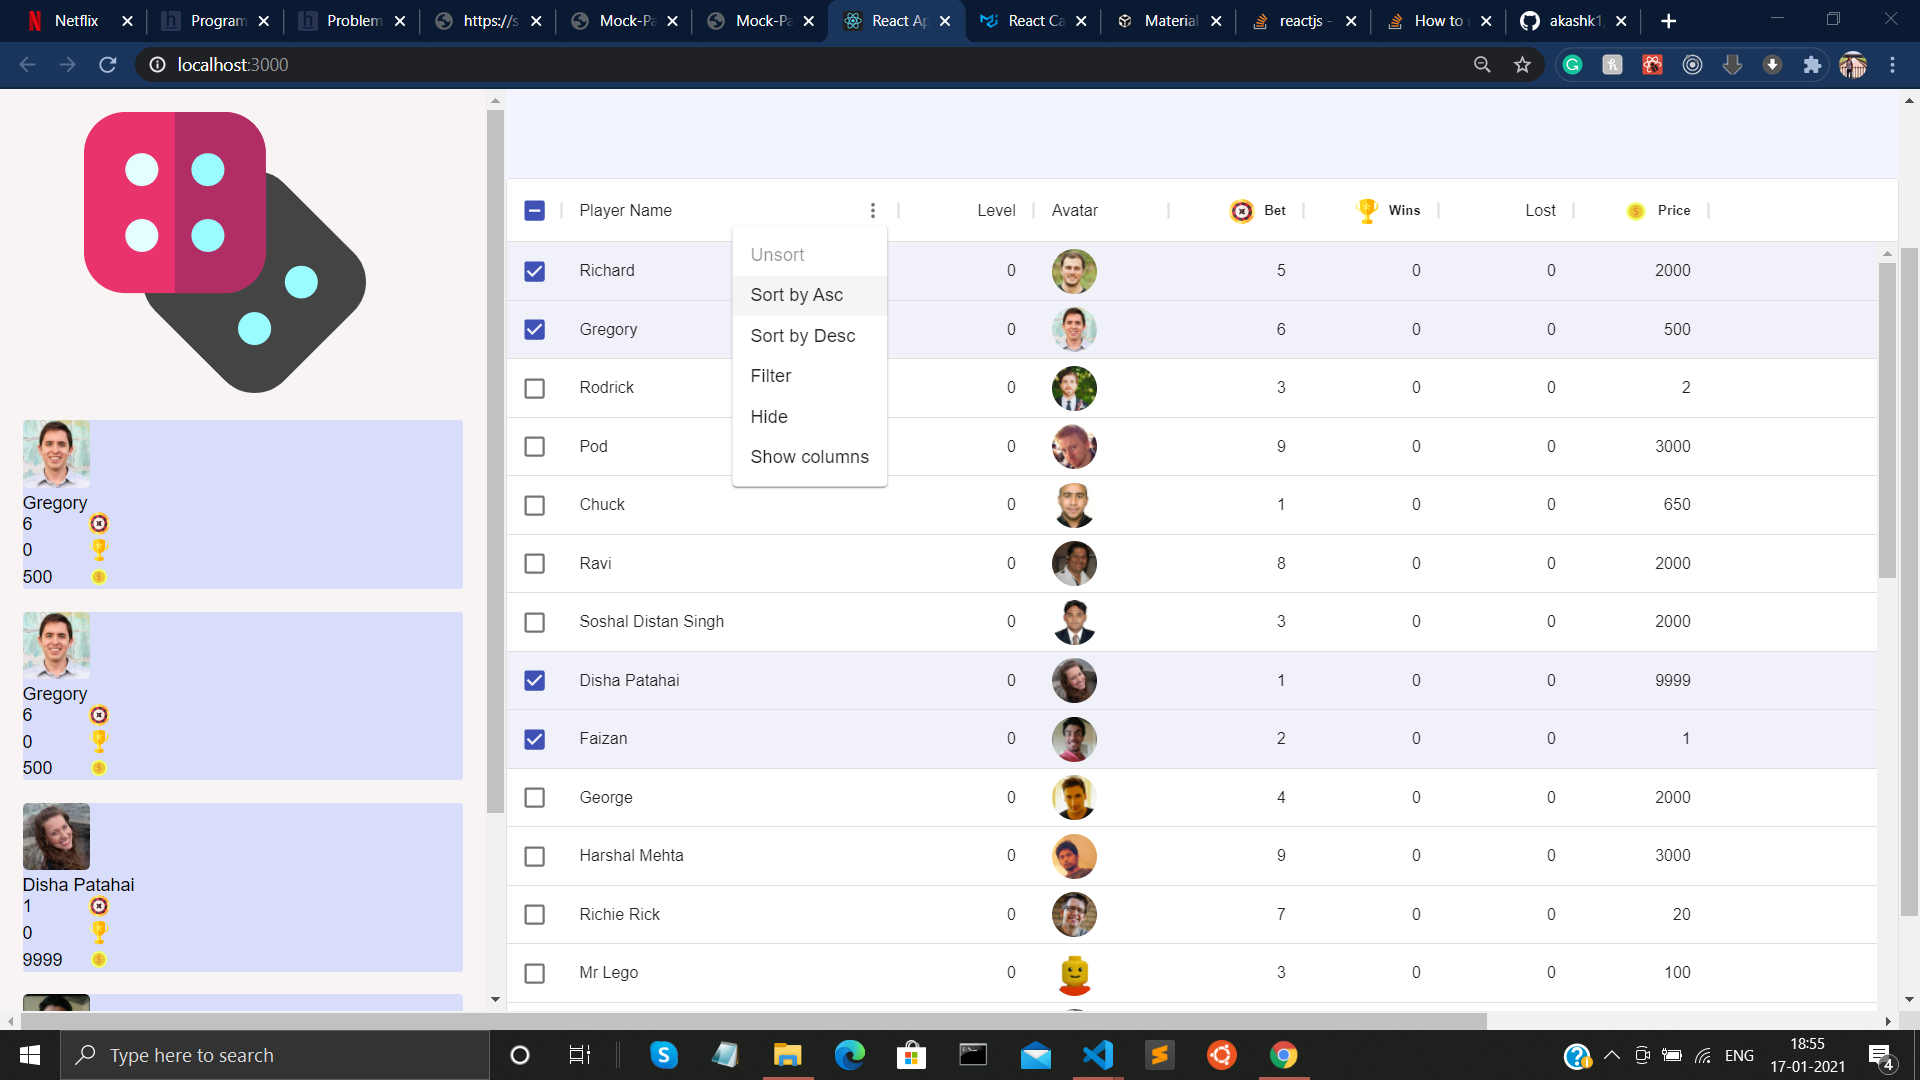 Netflix
Program
Problem
https://s
Mock-Pa
Mock-Pa
React Ap
React Ca
Material
reactjs -
How to
akashk1
localhost:3000
Player Name
Level
Avatar
Bet
Wins
Lost
Price
Unsort
Sort by Asc
Sort by Desc
Filter
Hide
Show columns
Richard 0 5 0 0 2000
Gregory 0 6 0 0 500
Rodrick 0 3 0 0 2
Pod 0 9 0 0 3000
Chuck 0 1 0 0 650
Ravi 0 8 0 0 2000
Soshal Distan Singh 0 3 0 0 2000
Disha Patahai 0 1 0 0 9999
Faizan 0 2 0 0 1
George 0 4 0 0 2000
Harshal Mehta 0 9 0 0 3000
Richie Rick 0 7 0 0 20
Mr Lego 0 3 0 0 100
Gregory
6
0
500
Gregory
6
0
500
Disha Patahai
1
0
9999
Type here to search
ENG
18:55
17-01-2021
4